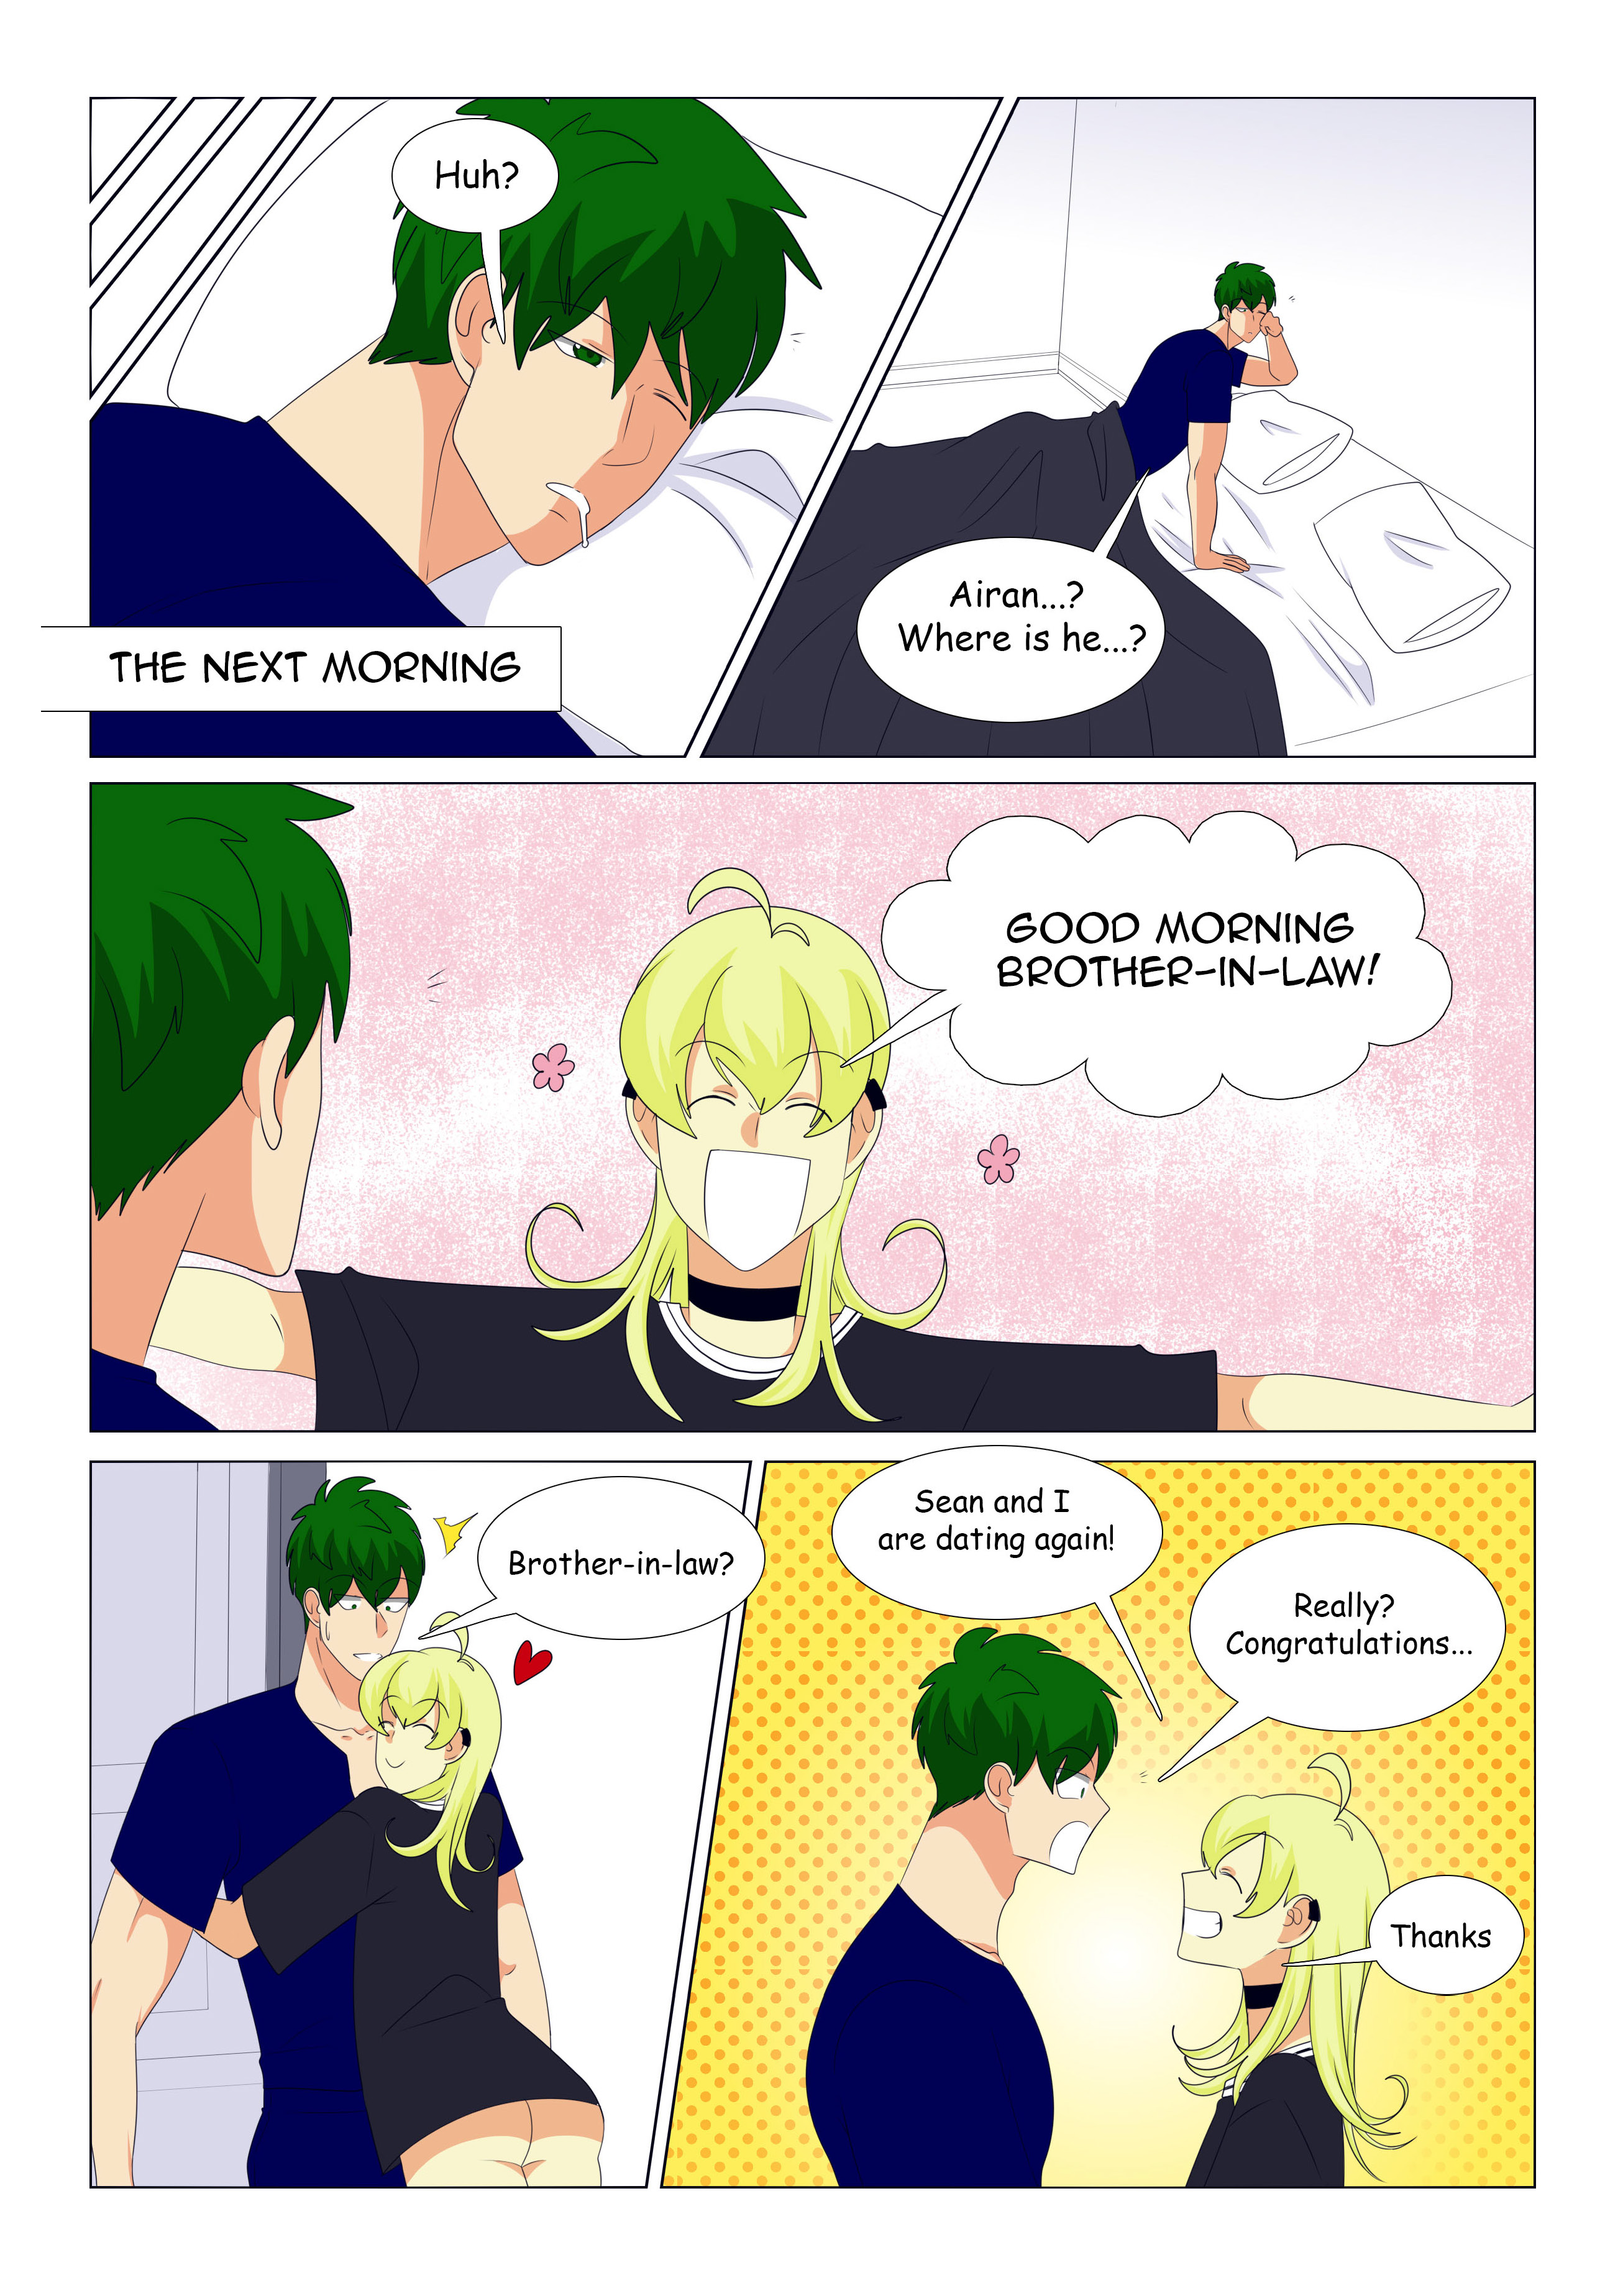 Huh?
THE NEXT MORNING
Airan...?
Where is he...?
GOOD MORNING
BROTHER-IN-LAW!
Brother-in-law?
Sean and I
are dating again!
Really?
Congratulations...
Thanks